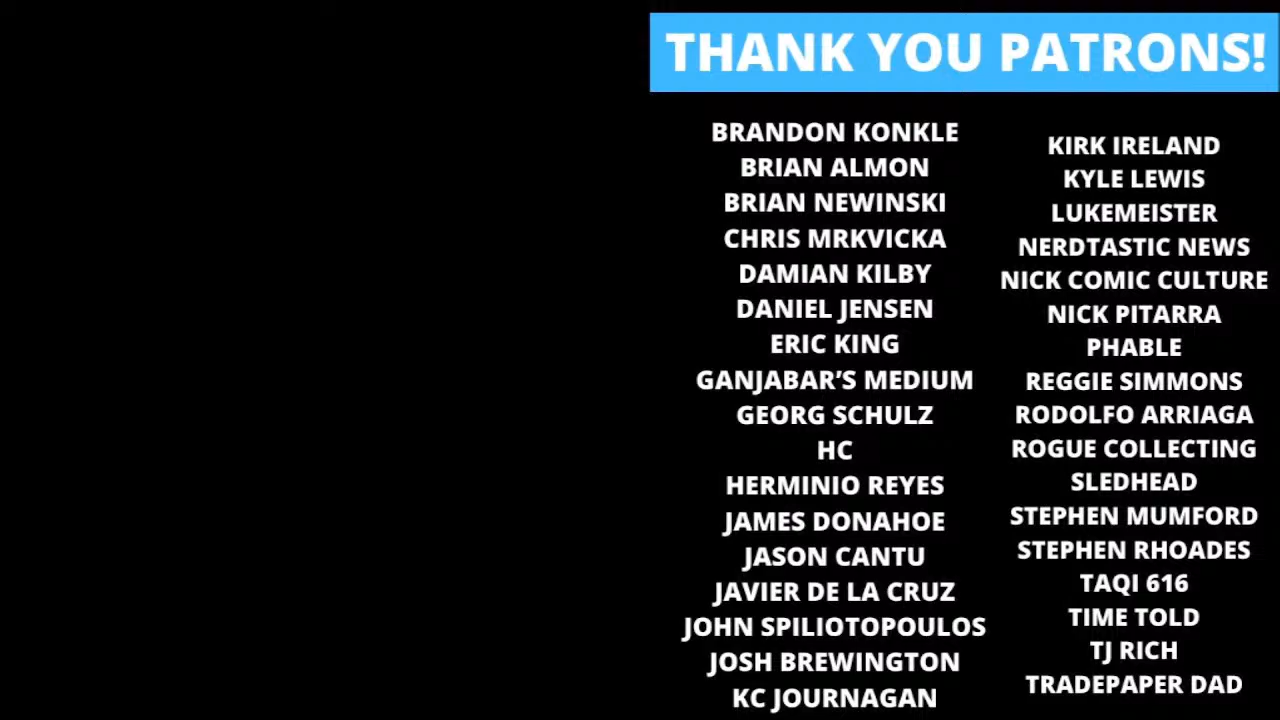 THANK YOU PATRONS!
BRANDON KONKLE
BRIAN ALMON
BRIAN NEWINSKI
CHRIS MRKVICKA
DAMIAN KILBY
DANIEL JENSEN
ERIC KING
GANJABAR’S MEDIUM
GEORG SCHULZ
HC
HERMINIO REYES
JAMES DONAHOE
JASON CANTU
JAVIER DE LA CRUZ
JOHN SPILIOTOPOULOS
JOSH BREWINGTON
KC JOURNAGAN
KIRK IRELAND
KYLE LEWIS
LUKEMEISTER
NERDTASTIC NEWS
NICK COMIC CULTURE
NICK PITARRA
PHABLE
REGGIE SIMMONS
RODOLFO ARRIAGA
ROGUE COLLECTING
SLEDHEAD
STEPHEN MUMFORD
STEPHEN RHOADES
TAQI 616
TIME TOLD
TJ RICH
TRADEPAPER DAD